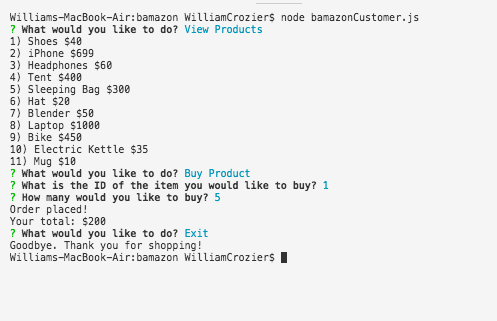 Williams-MacBook-Air:bamazon WilliamCrozier$ node bamazonCustomer.js
? What would you like to do? View Products
1) Shoes $40
2) iPhone $699
3) Headphones $60
4) Tent $400
5) Sleeping Bag $300
6) Hat $20
7) Blender $50
8) Laptop $1000
9) Bike $450
10) Electric Kettle $35
11) Mug $10
? What would you like to do? Buy Product
? What is the ID of the item you would like to buy? 1
? How many would you like to buy? 5
Order placed!
Your total: $200
? What would you like to do? Exit
Goodbye. Thank you for shopping!
Williams-MacBook-Air:bamazon WilliamCrozier$